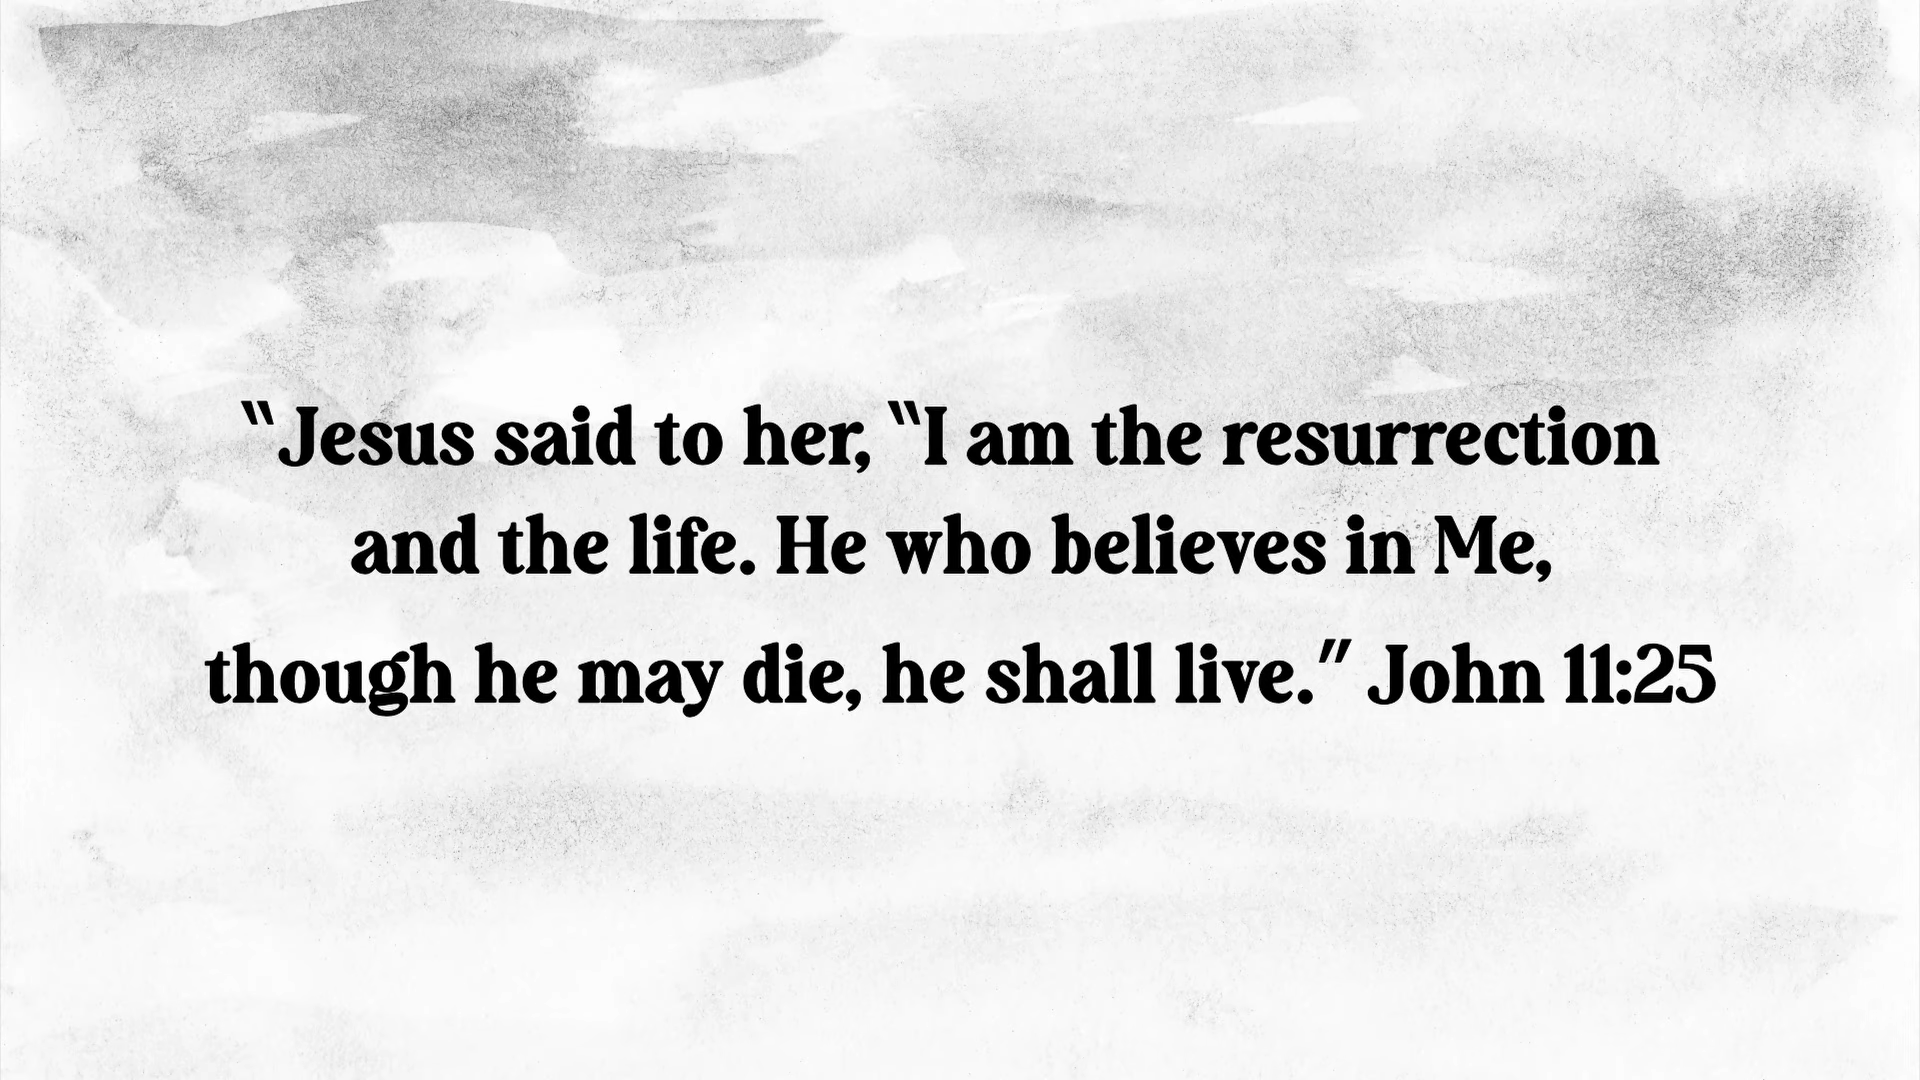 “Jesus said to her, “I am the resurrection
and the life. He who believes in Me,
though he may die, he shall live.” John 11:25